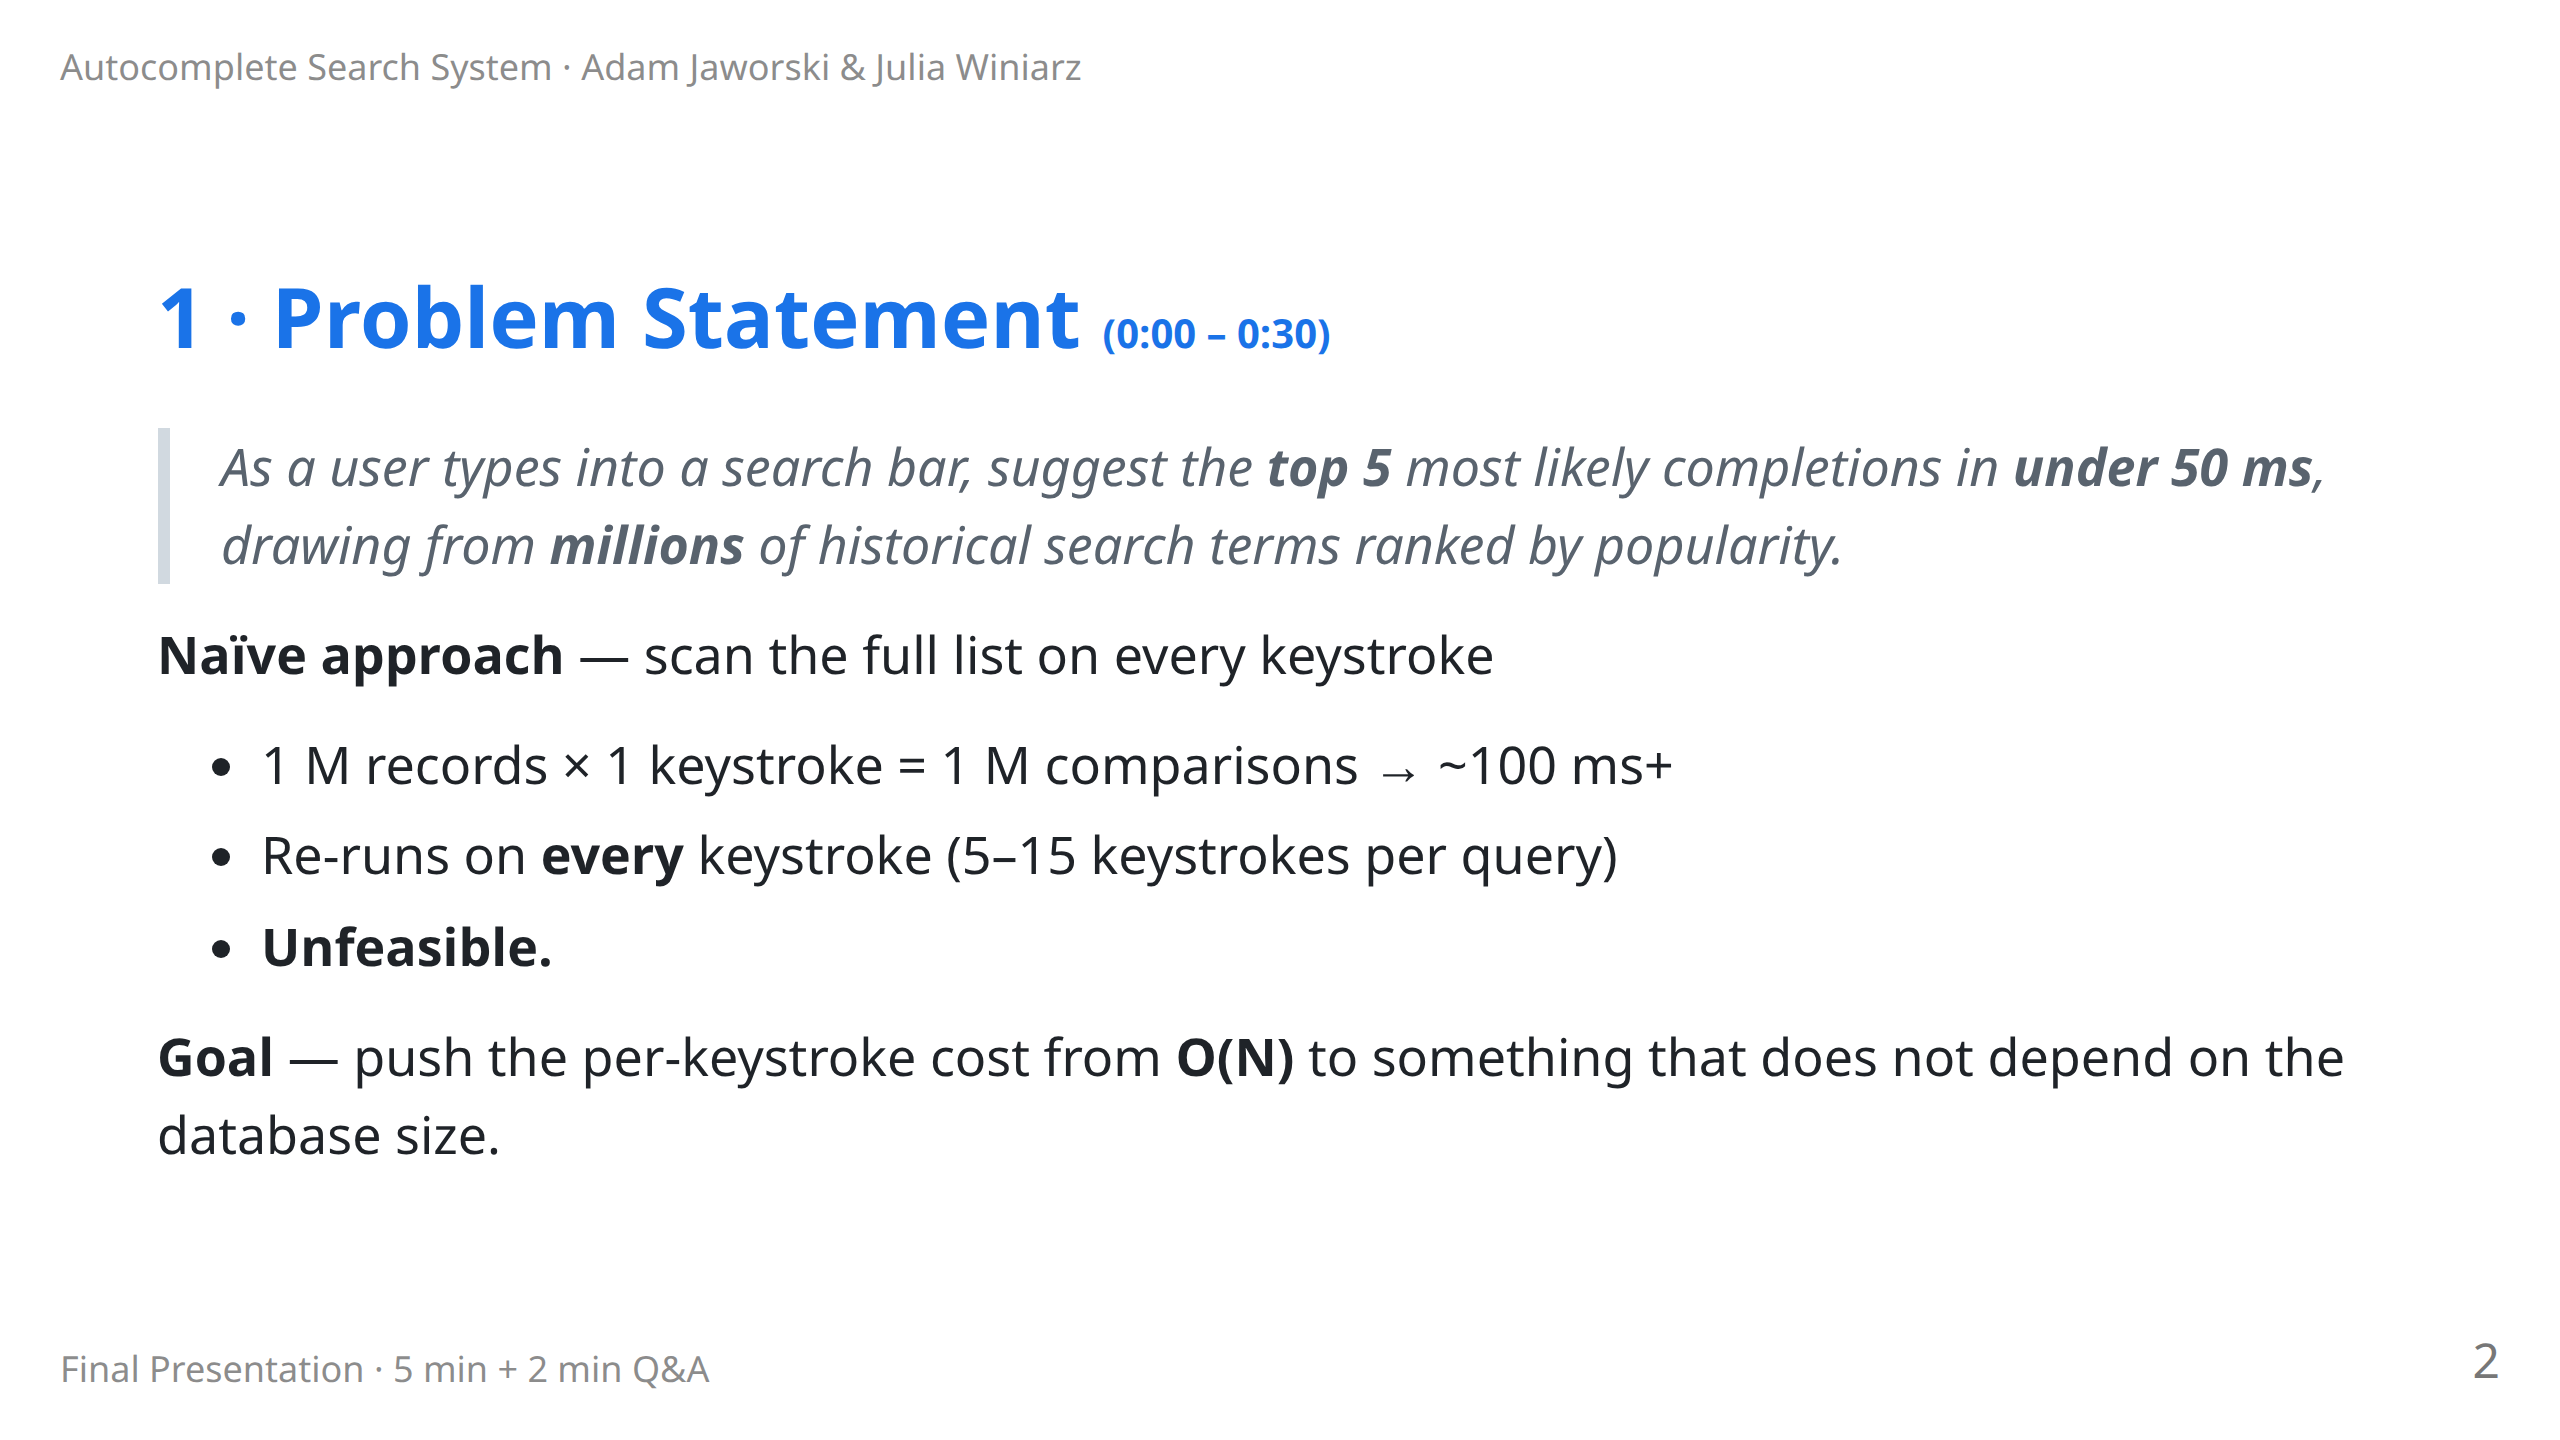 Autocomplete Search System · Adam Jaworski & Julia Winiarz
1 · Problem Statement (0:00 – 0:30)
As a user types into a search bar, suggest the top 5 most likely completions in under 50 ms,
drawing from millions of historical search terms ranked by popularity.
Naïve approach — scan the full list on every keystroke
• 1 M records × 1 keystroke = 1 M comparisons → ~100 ms+
• Re-runs on every keystroke (5–15 keystrokes per query)
• Unfeasible.
Goal — push the per-keystroke cost from O(N) to something that does not depend on the
database size.
Final Presentation · 5 min + 2 min Q&A
2